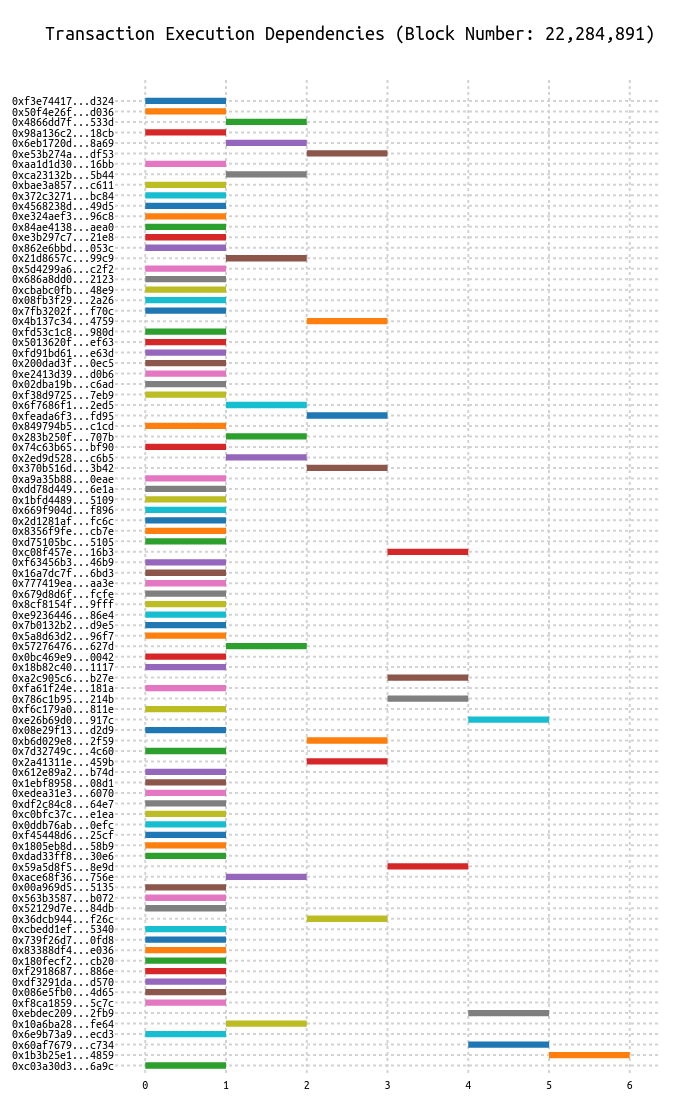 Transaction Execution Dependencies (Block Number: 22,284,891)
0xf3e74417...d324
0x50f4e26f...d036
0x4866dd7f...533d
0x98a136c2...18cb
0x6eb1720d...8a69
0xe53b274a...df53
0xaa1d1d30...16bb
0xca23132b...5b44
0xbae3a857...c611
0x372c3271...bc84
0x4568238d...49d5
0xe324aef3...96c8
0x84ae4138...aea0
0xe3b297c7...21e8
0x862e6bbd...053c
0x21d8657c...99c9
0x5d4299a6...c2f2
0x686a8dd0...2123
0xcbabc0fb...48e9
0x08fb3f29...2a26
0x7fb3202f...f70c
0x4b137c34...4759
0xfd53c1c8...980d
0x5013620f...ef63
0xfd91bd61...e63d
0x200dad3f...0ec5
0xe2413d39...d0b6
0x02dba19b...c6ad
0xf38d9725...7eb9
0x6f7686f1...2ed5
0xfeada6f3...fd95
0x849794b5...c1cd
0x283b250f...707b
0x74c63b65...bf90
0x2ed9d528...c6b5
0x370b516d...3b42
0xa9a35b88...0eae
0xdd78d449...6e1a
0x1bfd4489...5109
0x669f904d...f896
0x2d1281af...fc6c
0x8356f9fe...cb7e
0xd75105bc...5105
0xc08f457e...16b3
0xf63456b3...46b9
0x16a7dc7f...6bd3
0x777419ea...aa3e
0x679d8d6f...fcfe
0x8cf8154f...9fff
0xe9236446...86e4
0x7b0132b2...d9e5
0x5a8d63d2...96f7
0x57276476...627d
0x0bc469e9...0042
0x18b82c40...1117
0xa2c905c6...b27e
0xfa61f24e...181a
0x786c1b95...214b
0xf6c179a0...811e
0xe26b69d0...917c
0x08e29f13...d2d9
0xb6d029e8...2f59
0x7d32749c...4c60
0x2a41311e...459b
0x612e89a2...b74d
0x1ebf8958...08d1
0xedea31e3...6070
0xdf2c84c8...64e7
0xc0bfc37c...e1ea
0x0ddb76ab...0efc
0xf45448d6...25cf
0x1805eb8d...58b9
0xdad33ff8...30e6
0x59a5d8f5...8e9d
0xace68f36...756e
0x00a969d5...5135
0x563b3587...b072
0x52129d7e...84db
0x36dcb944...f26c
0xcbedd1ef...5340
0x739f26d7...0fd8
0x83388df4...e036
0x180fecf2...cb20
0xf2918687...886e
0xdf3291da...d570
0x086e5fb0...4d65
0xf8ca1859...5c7c
0xebdec209...2fb9
0x10a6ba28...fe64
0x6e9b73a9...ecd3
0x60af7679...c734
0x1b3b25e1...4859
0xc03a30d3...6a9c
0 1 2 3 4 5 6